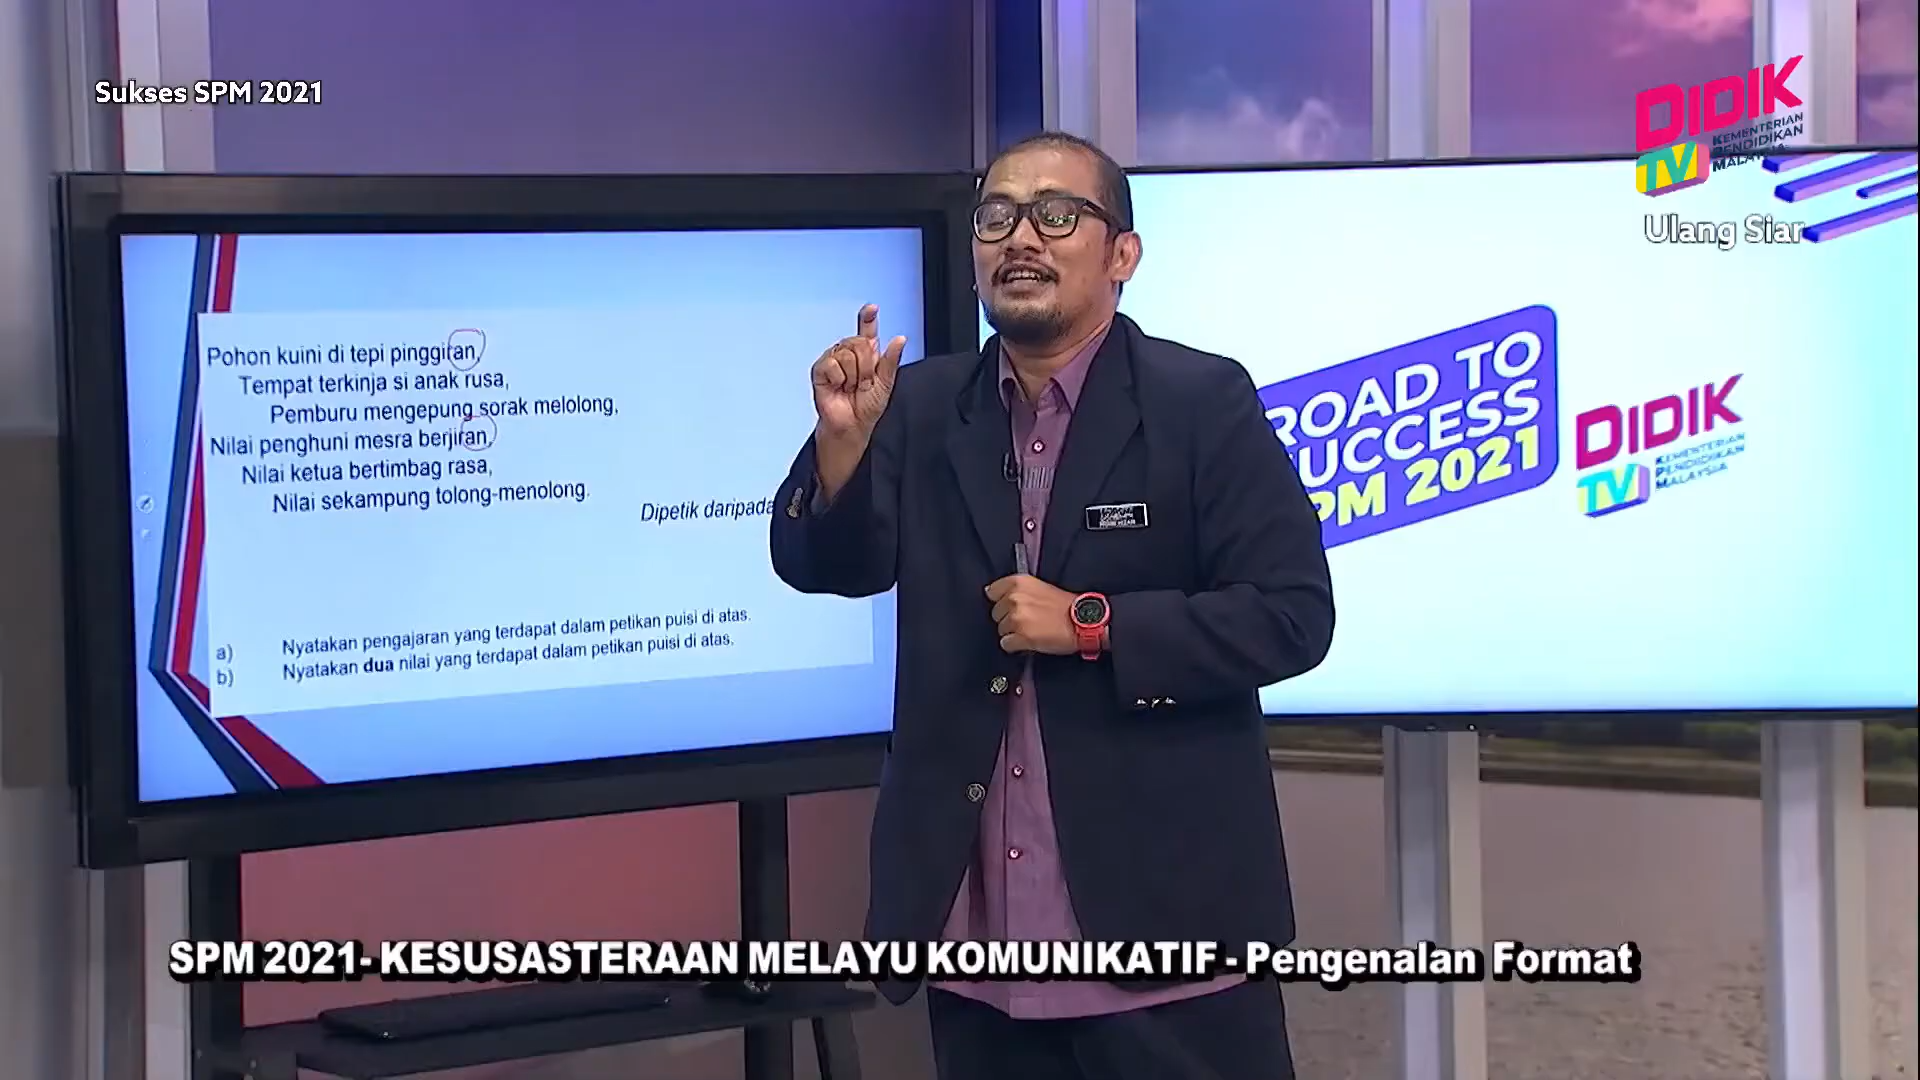 Sukses SPM 2021
DIDIK
TV
KEMENTERIAN
PENDIDIKAN
MALAYSIA
Ulang Siar
Pohon kuini di tepi pinggiran,
Tempat terkinja si anak rusa,
Pemburu mengepung sorak melolong,
Nilai penghuni mesra berjiran,
Nilai ketua bertimbag rasa,
Nilai sekampung tolong-menolong.
Dipetik daripada
a) Nyatakan pengajaran yang terdapat dalam petikan puisi di atas.
b) Nyatakan dua nilai yang terdapat dalam petikan puisi di atas.
ROAD TO
UCCESS
PM 2021
DIDIK
TV
KEMENTERIAN
PENDIDIKAN
MALAYSIA
SPM 2021- KESUSASTERAAN MELAYU KOMUNIKATIF - Pengenalan Format